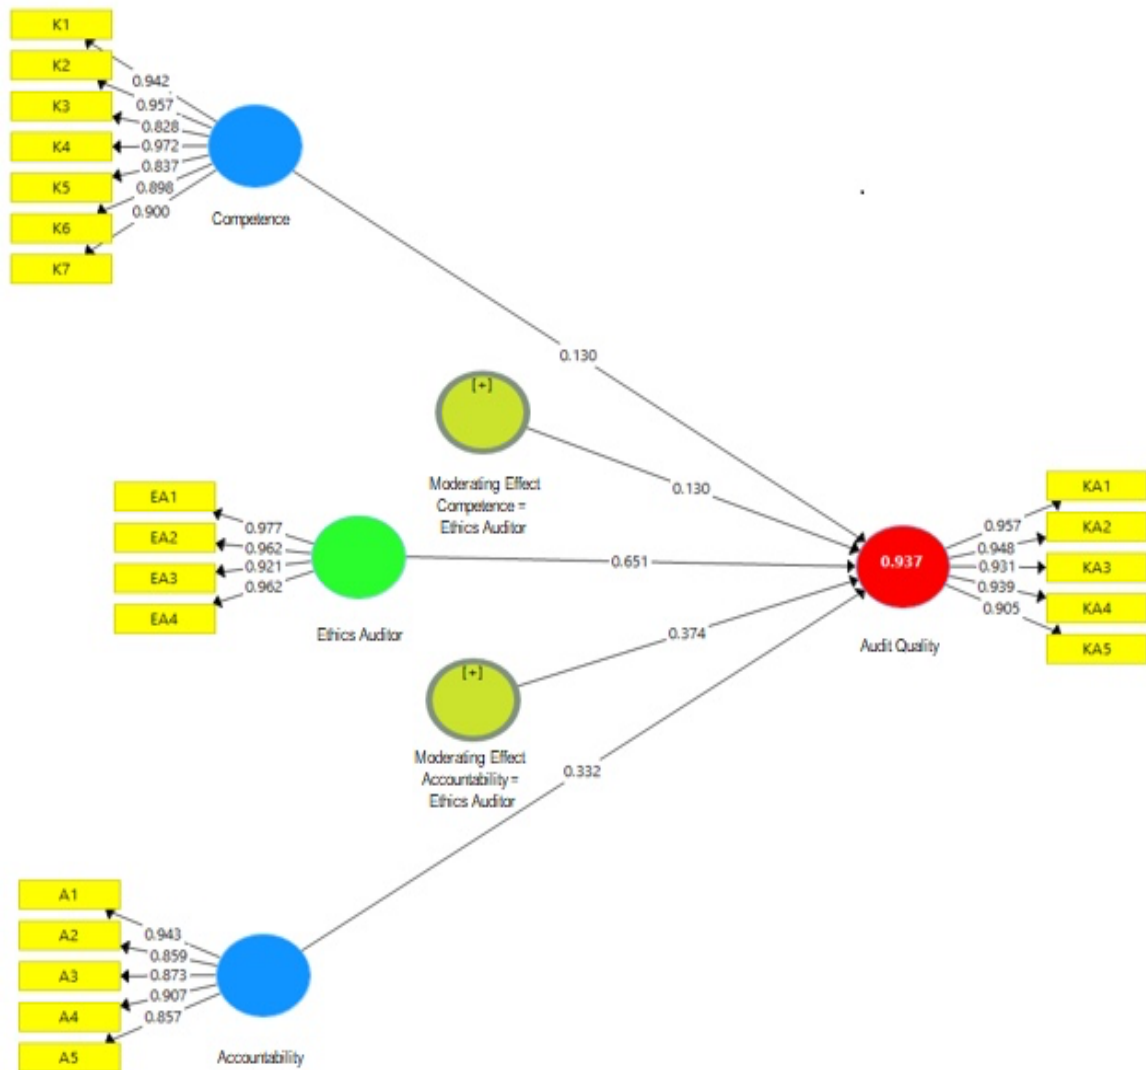 K1
K2
K3
K4
K5
K6
K7
0.942
0.957
0.828
0.972
0.837
0.898
0.900
Competence
0.130
[+]
Moderating Effect
Competence =
Ethics Auditor
0.130
EA1
EA2
EA3
EA4
0.977
0.962
0.921
0.962
Ethics Auditor
0.651
0.937
Audit Quality
0.957
0.948
0.931
0.939
0.905
KA1
KA2
KA3
KA4
KA5
[+]
Moderating Effect
Accountability =
Ethics Auditor
0.374
0.332
A1
A2
A3
A4
A5
0.943
0.859
0.873
0.907
0.857
Accountability